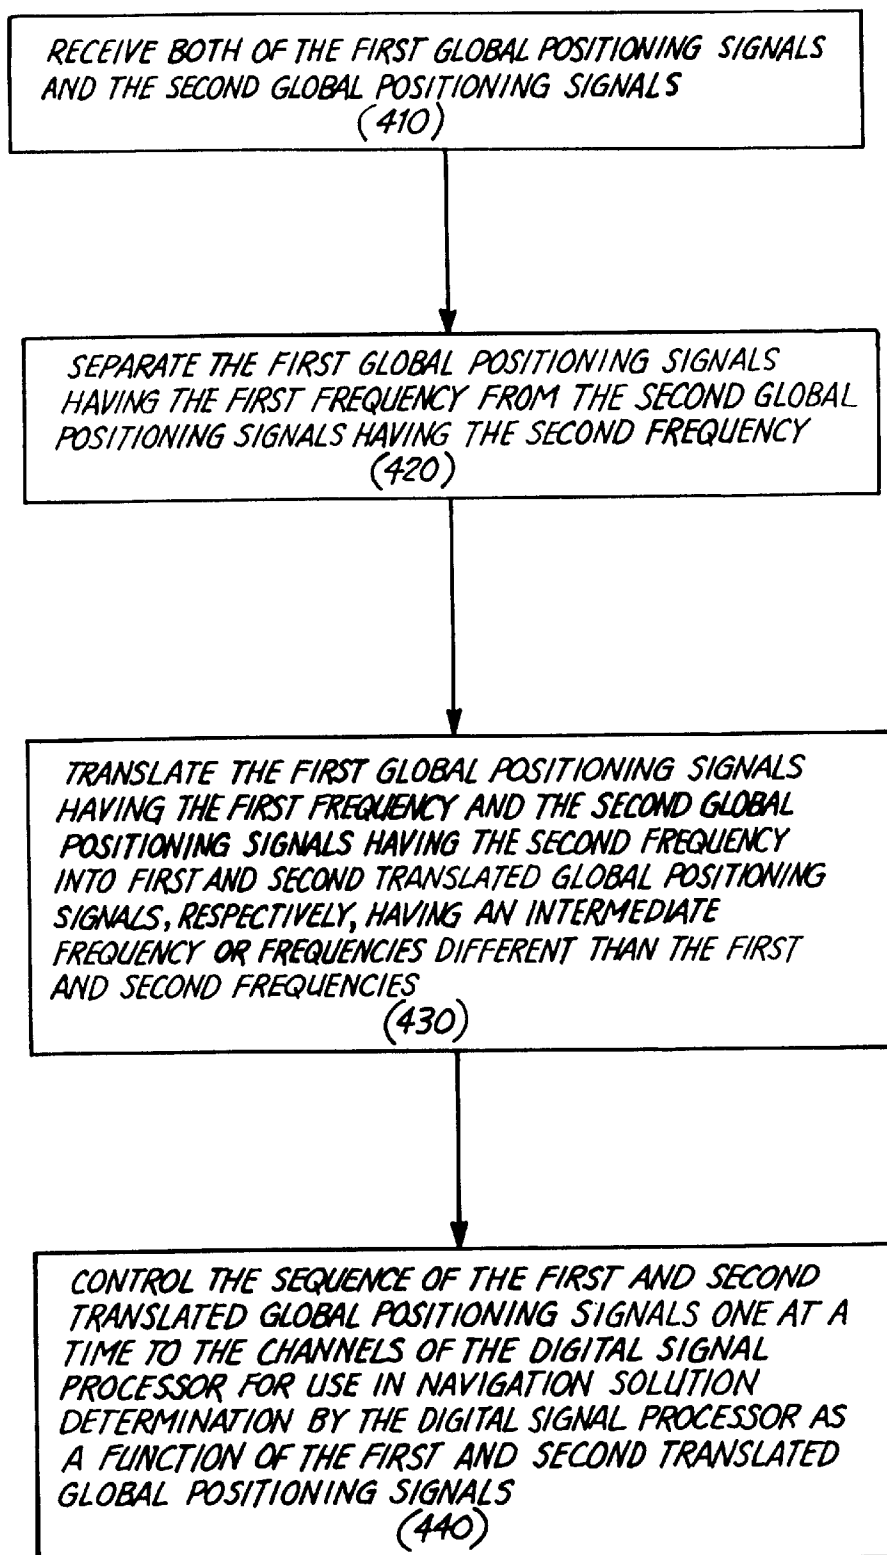 RECEIVE BOTH OF THE FIRST GLOBAL POSITIONING SIGNALS
AND THE SECOND GLOBAL POSITIONING SIGNALS
(410)
SEPARATE THE FIRST GLOBAL POSITIONING SIGNALS
HAVING THE FIRST FREQUENCY FROM THE SECOND GLOBAL
POSITIONING SIGNALS HAVING THE SECOND FREQUENCY
(420)
TRANSLATE THE FIRST GLOBAL POSITIONING SIGNALS
HAVING THE FIRST FREQUENCY AND THE SECOND GLOBAL
POSITIONING SIGNALS HAVING THE SECOND FREQUENCY
INTO FIRST AND SECOND TRANSLATED GLOBAL POSITIONING
SIGNALS, RESPECTIVELY, HAVING AN INTERMEDIATE
FREQUENCY OR FREQUENCIES DIFFERENT THAN THE FIRST
AND SECOND FREQUENCIES
(430)
CONTROL THE SEQUENCE OF THE FIRST AND SECOND
TRANSLATED GLOBAL POSITIONING SIGNALS ONE AT A
TIME TO THE CHANNELS OF THE DIGITAL SIGNAL
PROCESSOR FOR USE IN NAVIGATION SOLUTION
DETERMINATION BY THE DIGITAL SIGNAL PROCESSOR AS
A FUNCTION OF THE FIRST AND SECOND TRANSLATED
GLOBAL POSITIONING SIGNALS
(440)